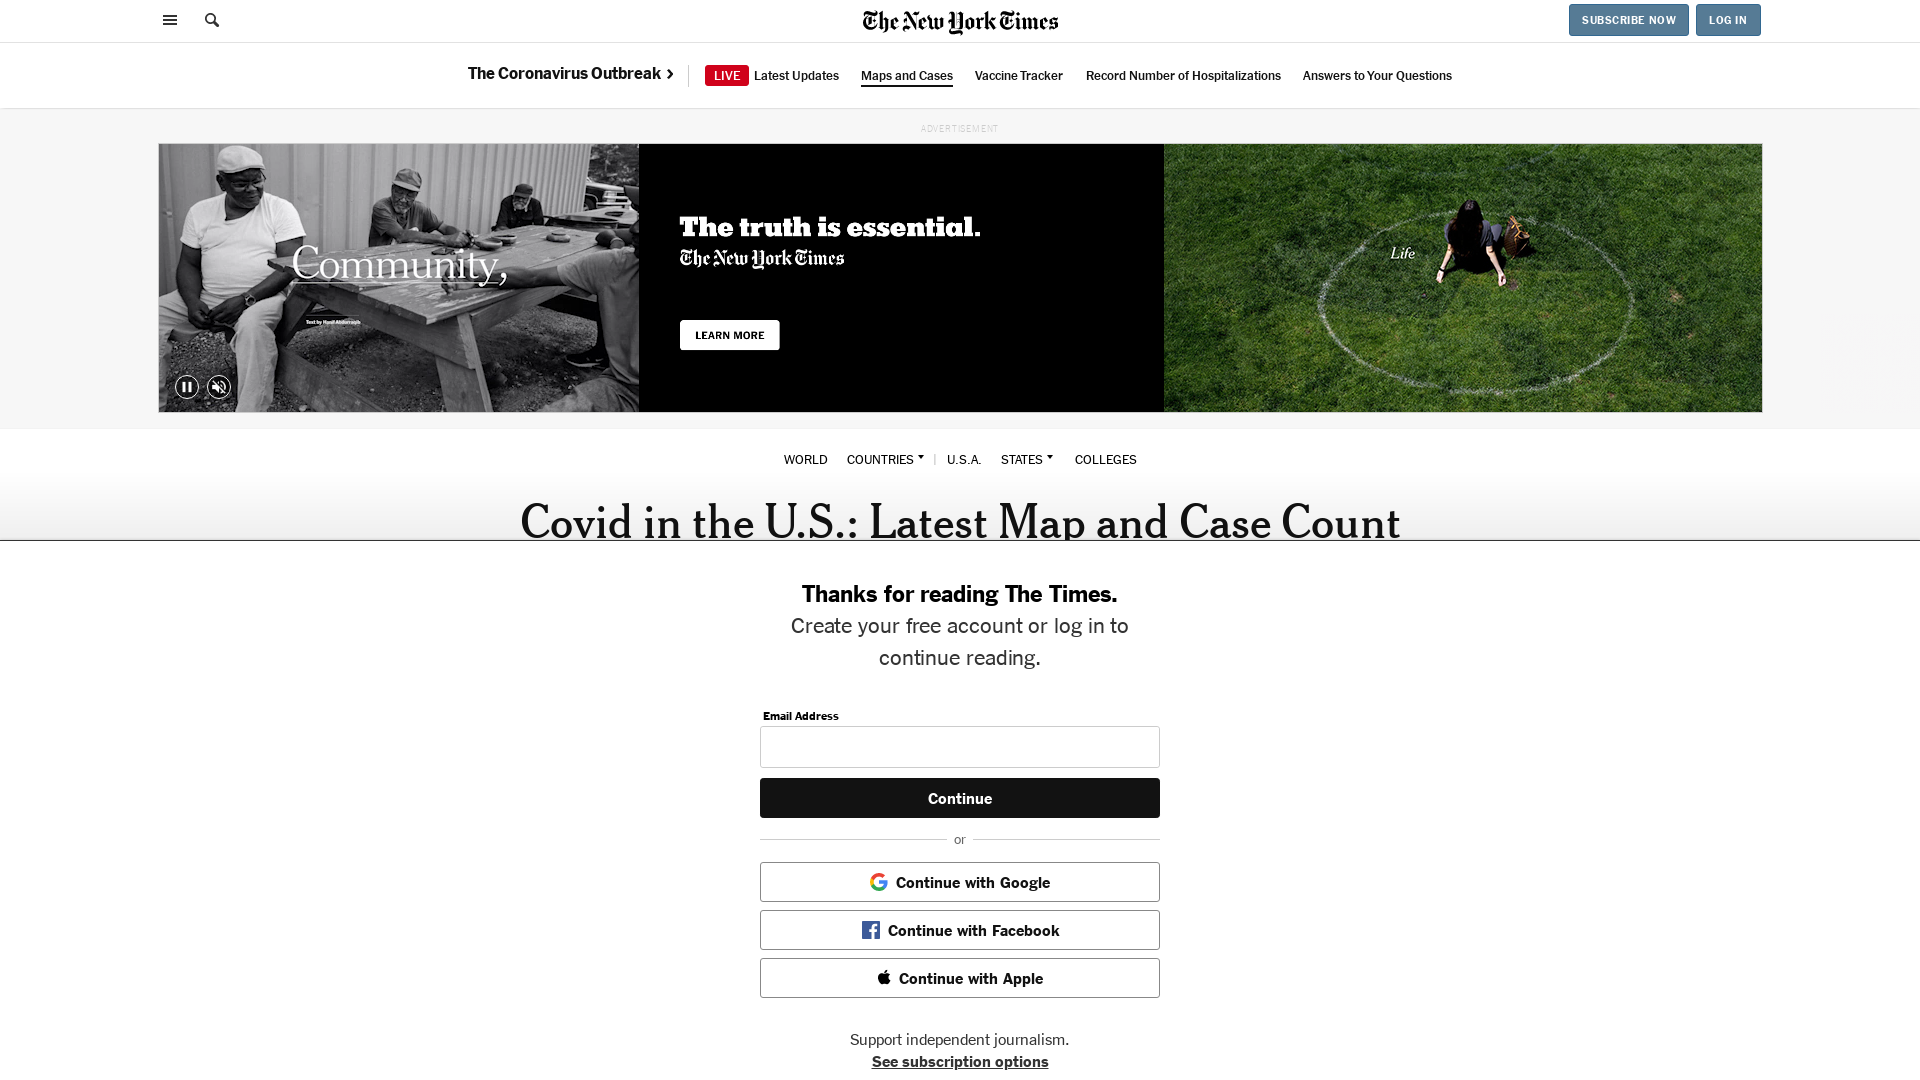 The New York Times
SUBSCRIBE NOW
LOG IN
The Coronavirus Outbreak
LIVE Latest Updates
Maps and Cases
Vaccine Tracker
Record Number of Hospitalizations
Answers to Your Questions
ADVERTISEMENT
Community,
The truth is essential.
The New York Times
LEARN MORE
Life
WORLD
COUNTRIES
U.S.A.
STATES
COLLEGES
Covid in the U.S.: Latest Map and Case Count
Thanks for reading The Times.
Create your free account or log in to
continue reading.
Email Address
Continue
or
Continue with Google
Continue with Facebook
Continue with Apple
Support independent journalism.
See subscription options